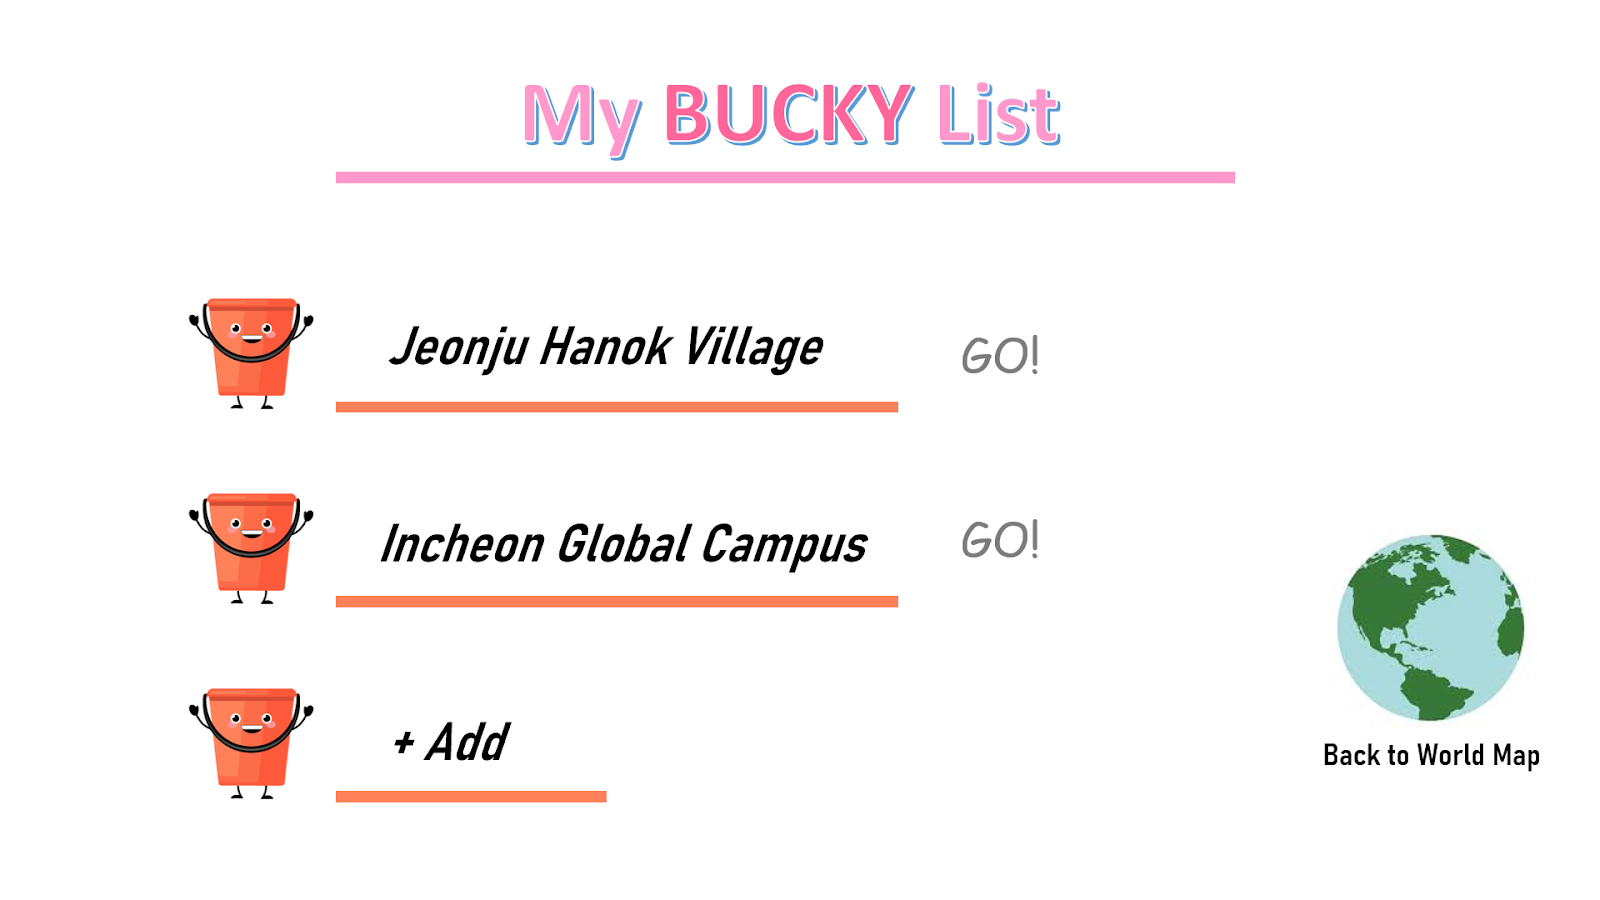 My BUCKY List
Jeonju Hanok Village
GO!
Incheon Global Campus
GO!
+ Add
Back to World Map